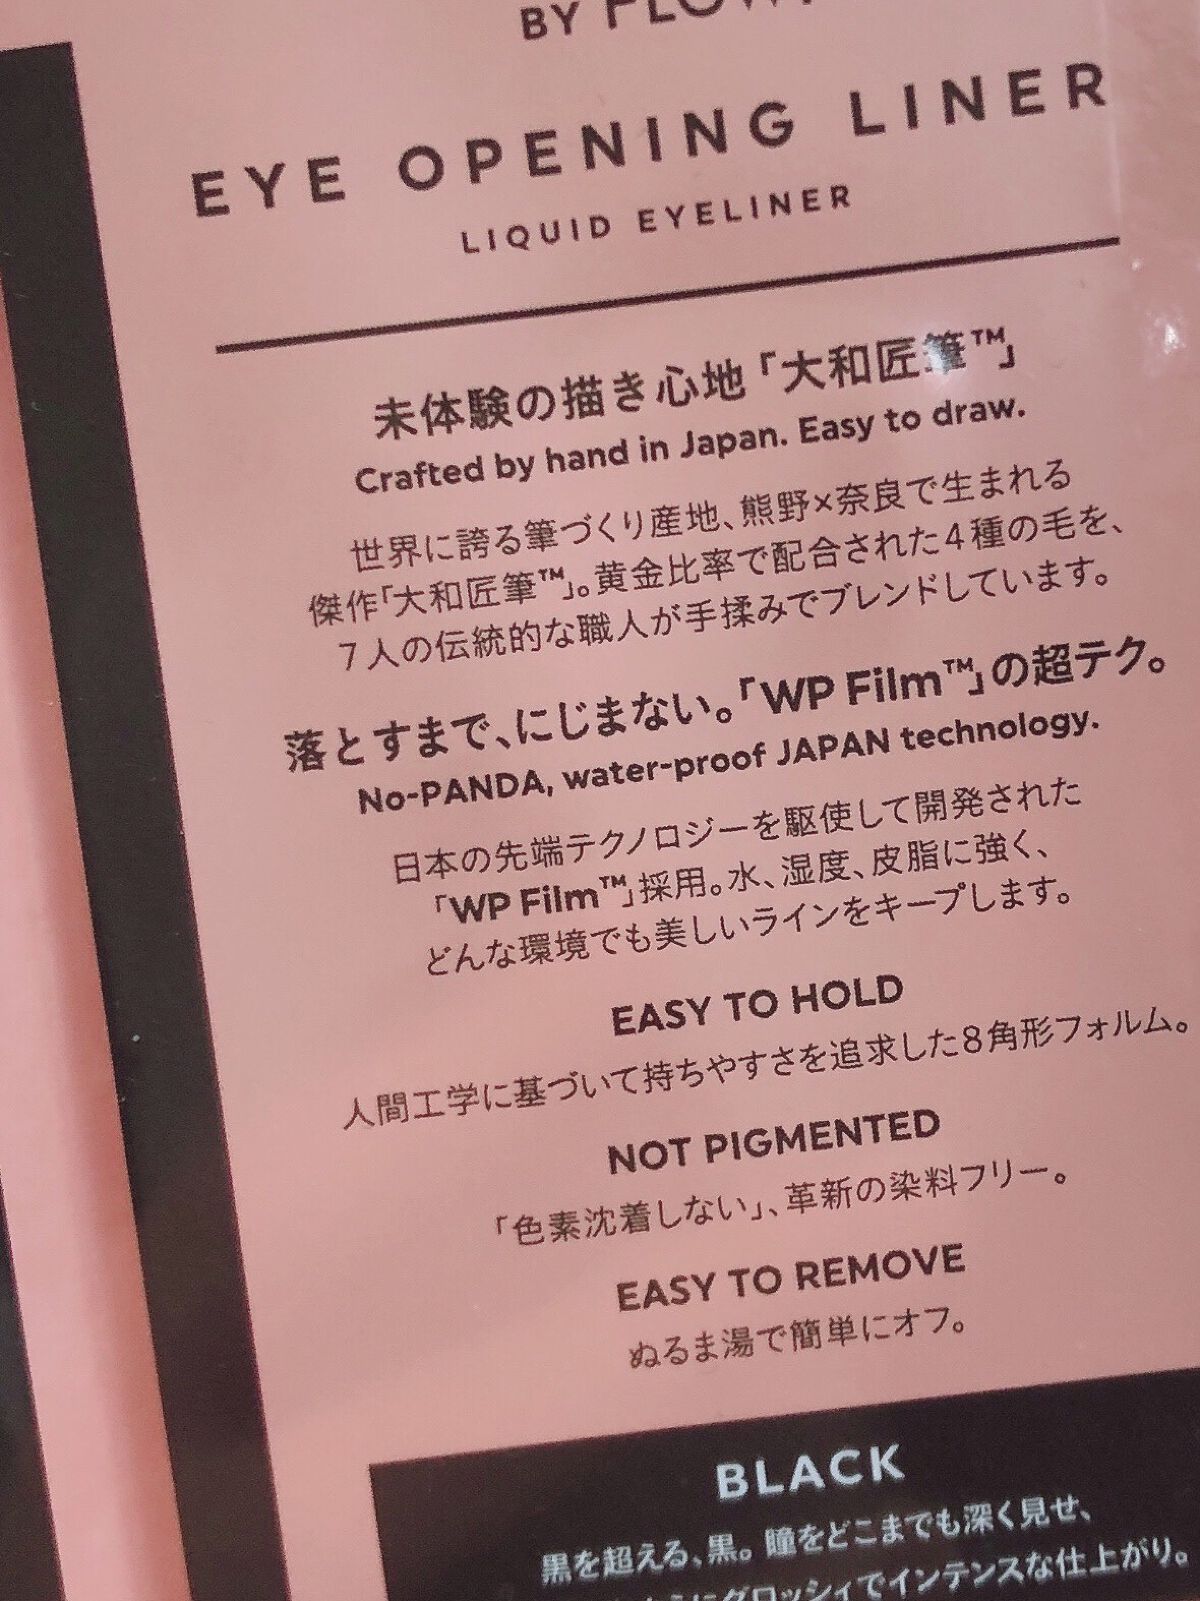 BY
EYE OPENING LINER
LIQUID EYELINER
未体験の描き心地「大和匠筆™」
Crafted by hand in Japan. Easy to draw.
世界に誇る筆づくり産地、熊野×奈良で生まれる
傑作「大和匠筆™」。黄金比率で配合された4種の毛を、
7人の伝統的な職人が手揉みでブレンドしています。
落とすまで、にじまない。「WP Film™」の超テク。
No-PANDA, water-proof JAPAN technology.
日本の先端テクノロジーを駆使して開発された
「WP Film™」採用。水、湿度、皮脂に強く、
どんな環境でも美しいラインをキープします。
EASY TO HOLD
人間工学に基づいて持ちやすさを追求した8角形フォルム。
NOT PIGMENTED
「色素沈着しない」、革新の染料フリー。
EASY TO REMOVE
ぬるま湯で簡単にオフ。
BLACK
黒を超える、黒。瞳をどこまでも深く見せ、
グロッシィでインテンスな仕上がり。